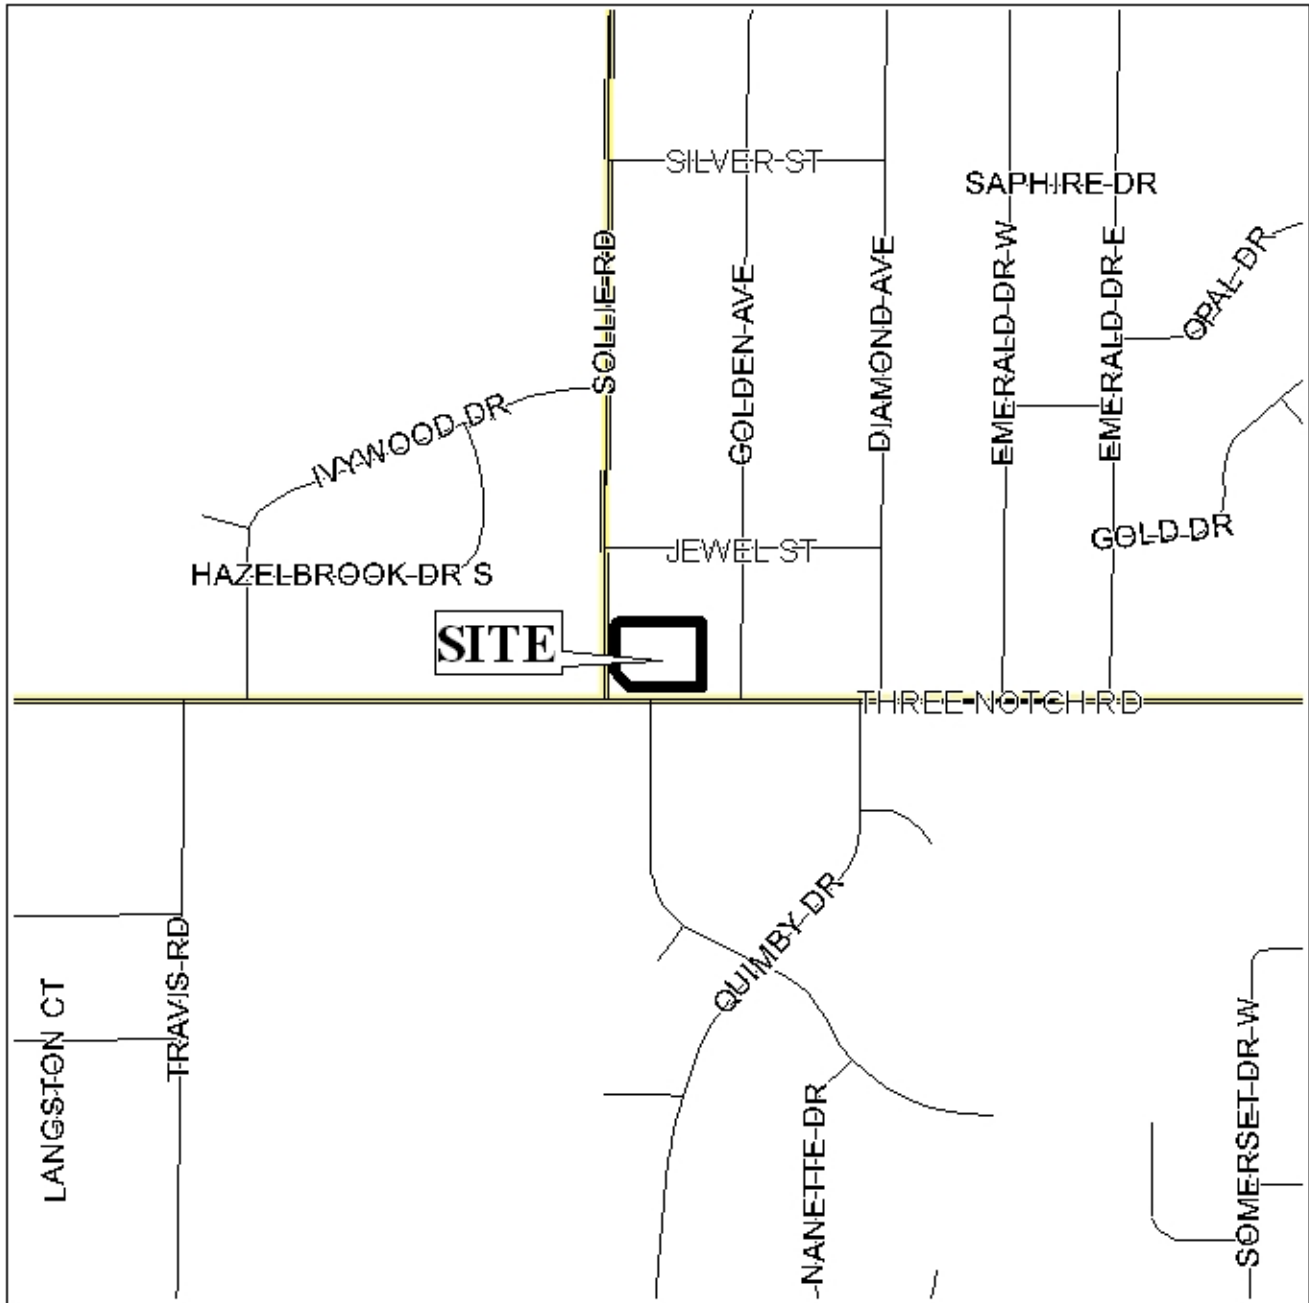 SILVER ST
SAPHIRE DR
SOLLIE RD
GOLDEN AVE
DIAMOND AVE
EMERALD DR W
EMERALD DR E
OPAL DR
IVYWOOD DR
GOLD DR
JEWEL ST
HAZELBROOK DR S
SITE
THREE NOTCH RD
QUIMBY DR
TRAVIS RD
LANGSTON CT
NANETTE DR
SOMERSET DR W